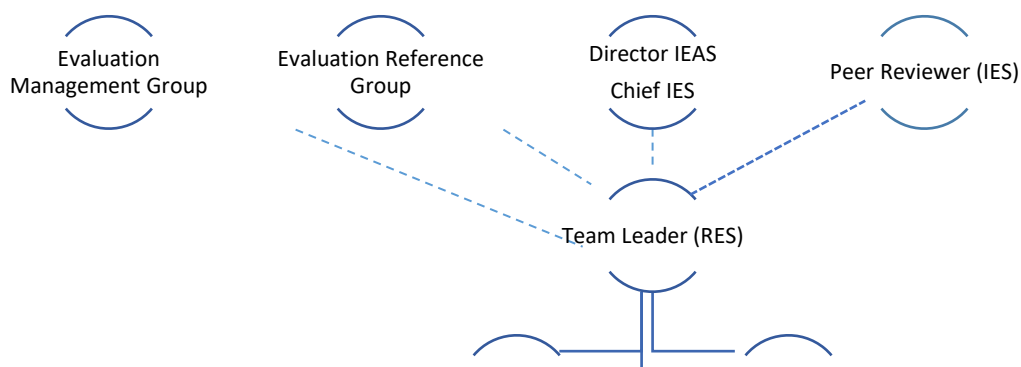 Evaluation
Management Group
Evaluation Reference
Group
Director IEAS
Chief IES
Peer Reviewer (IES)
Team Leader (RES)